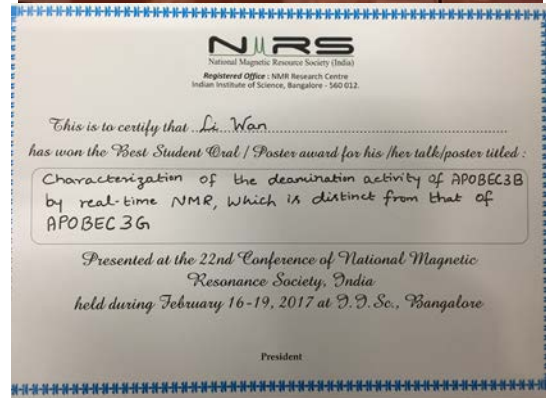 NMRS
National Magnetic Resource Society (India)
Registered Office : NMR Research Centre
Indian Institute of Science, Bangalore - 560 012.
This is to certify that Li Wan
has won the Best Student Oral / Poster award for his /her talk/poster titled :
Characterization of the deamination activity of APOBEC3B
by real-time NMR, which is distinct from that of
APOBEC 3G
Presented at the 22nd Conference of National Magnetic
Resonance Society, India
held during February 16-19, 2017 at I.I.Sc., Bangalore
President